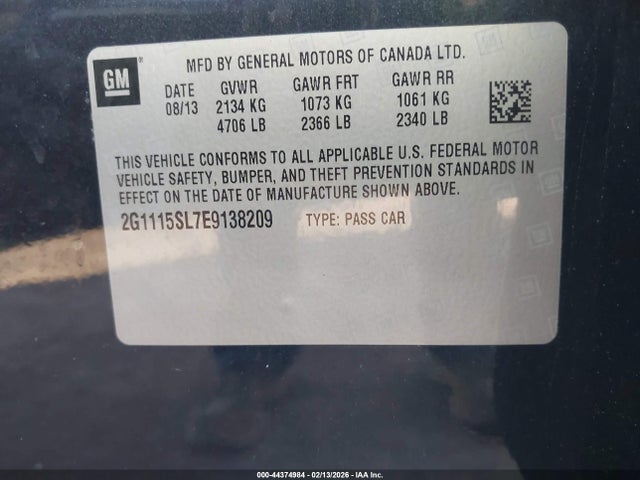 GM
MFD BY GENERAL MOTORS OF CANADA LTD.
DATE GVWR GAWR FRT GAWR RR
08/13 2134 KG 1073 KG 1061 KG
4706 LB 2366 LB 2340 LB
THIS VEHICLE CONFORMS TO ALL APPLICABLE U.S. FEDERAL MOTOR
VEHICLE SAFETY, BUMPER, AND THEFT PREVENTION STANDARDS IN
EFFECT ON THE DATE OF MANUFACTURE SHOWN ABOVE.
2G1115SL7E9138209 TYPE: PASS CAR
000-44374984 - 02/13/2026 - IAA Inc.